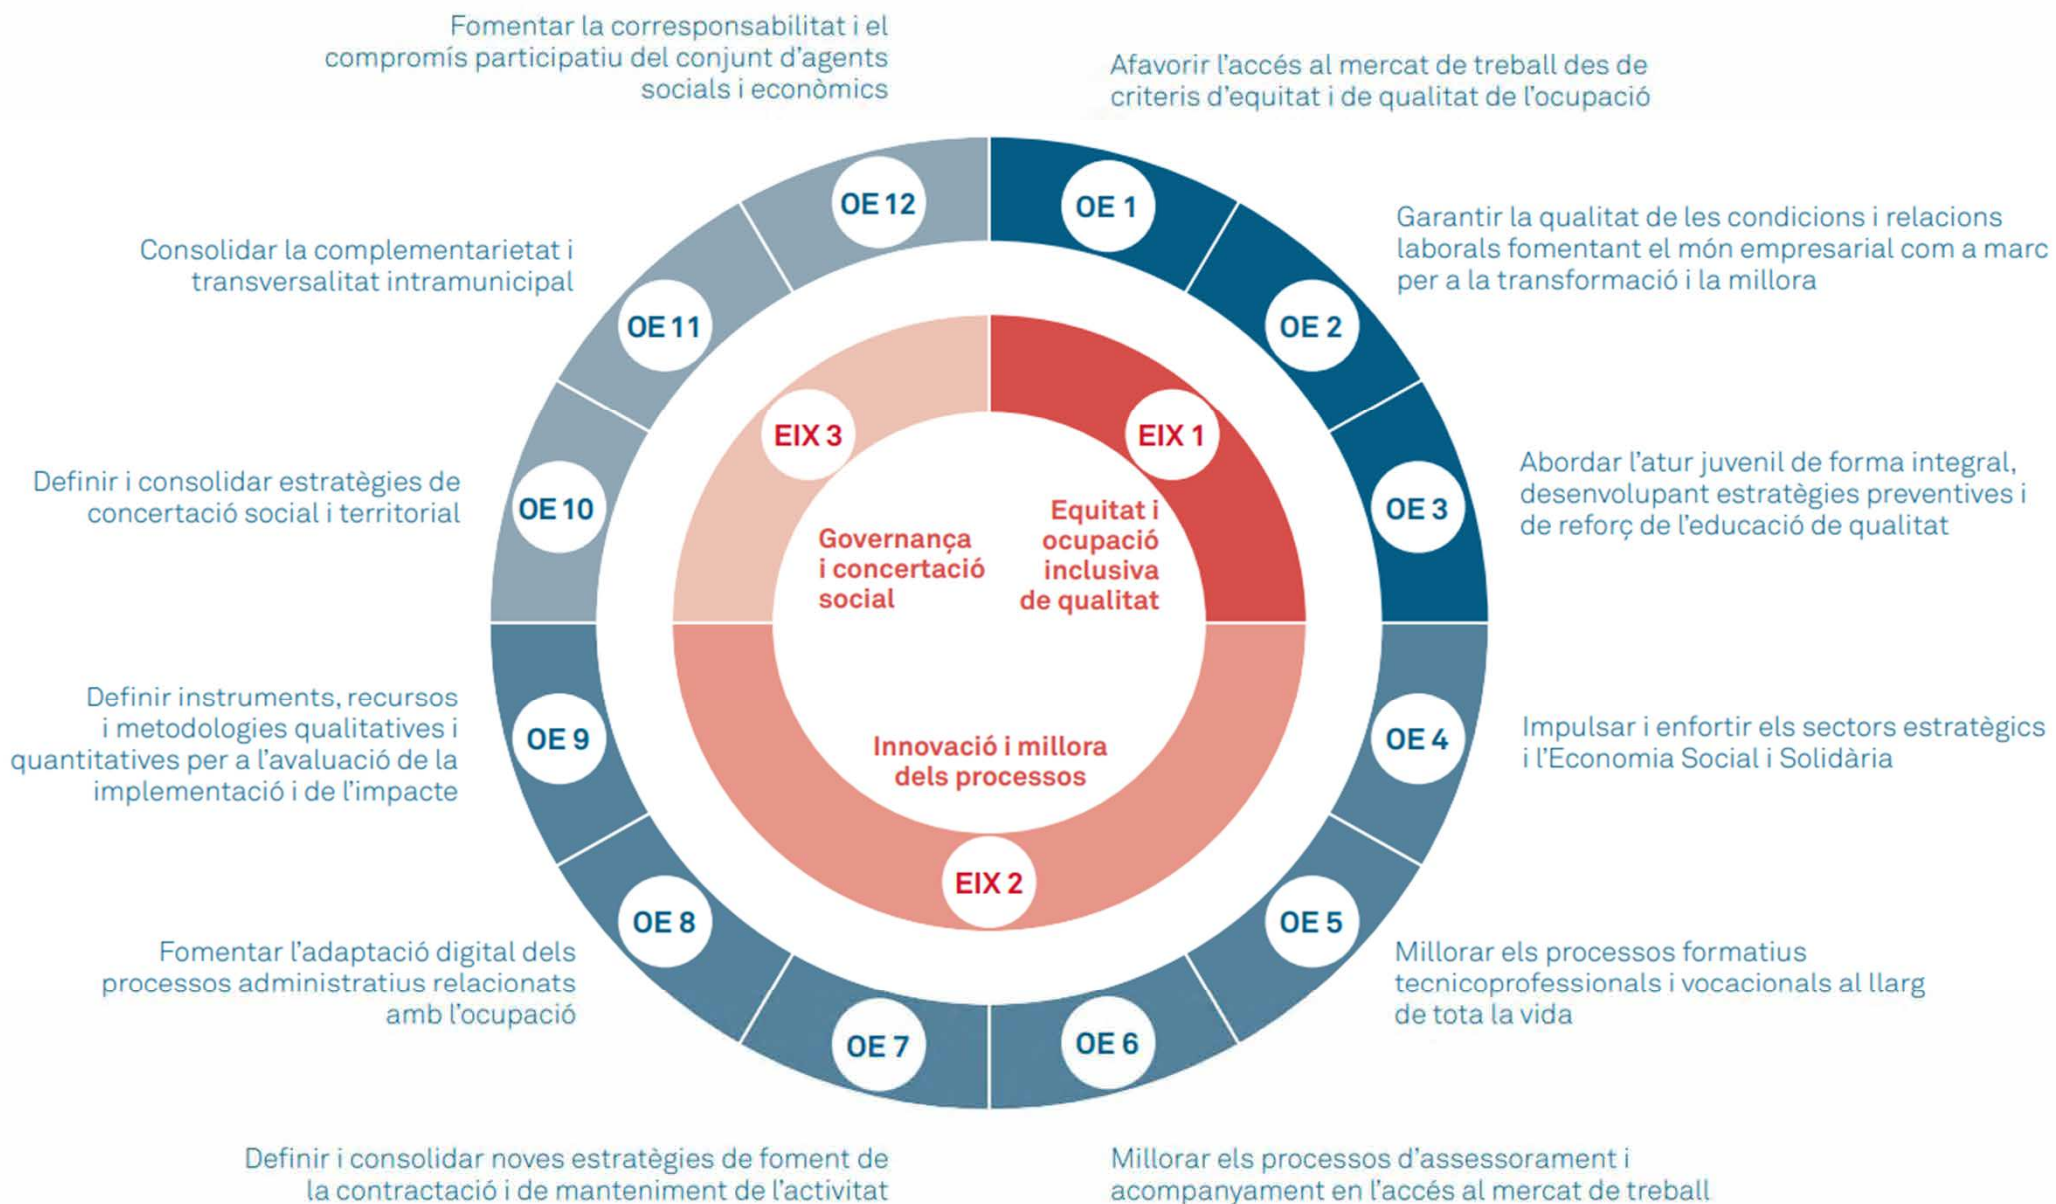 Fomentar la corresponsabilitat i el
compromís participatiu del conjunt d'agents
socials i econòmics
Afavorir l'accés al mercat de treball des de
criteris d'equitat i de qualitat de l'ocupació
OE 12
OE 1
Garantir la qualitat de les condicions i relacions
laborals fomentant el món empresarial com a marc
per a la transformació i la millora
Consolidar la complementarietat i
transversalitat intramunicipal
OE 11
OE 2
EIX 3
EIX 1
Abordar l'atur juvenil de forma integral,
desenvolupant estratègies preventives i
de reforç de l'educació de qualitat
Definir i consolidar estratègies de
concertació social i territorial
OE 10
OE 3
Governança
i concertació
social
Equitat i
ocupació
inclusiva
de qualitat
Definir instruments, recursos
i metodologies qualitatives i
quantitatives per a l'avaluació de la
implementació i de l'impacte
OE 9
OE 4
Impulsar i enfortir els sectors estratègics
i l'Economia Social i Solidària
Innovació i millora
dels processos
EIX 2
OE 8
OE 5
Fomentar l'adaptació digital dels
processos administratius relacionats
amb l'ocupació
Millorar els processos formatius
tecnicoprofessionals i vocacionals al llarg
de tota la vida
OE 7
OE 6
Definir i consolidar noves estratègies de foment de
la contractació i de manteniment de l'activitat
Millorar els processos d'assessorament i
acompanyament en l'accés al mercat de treball